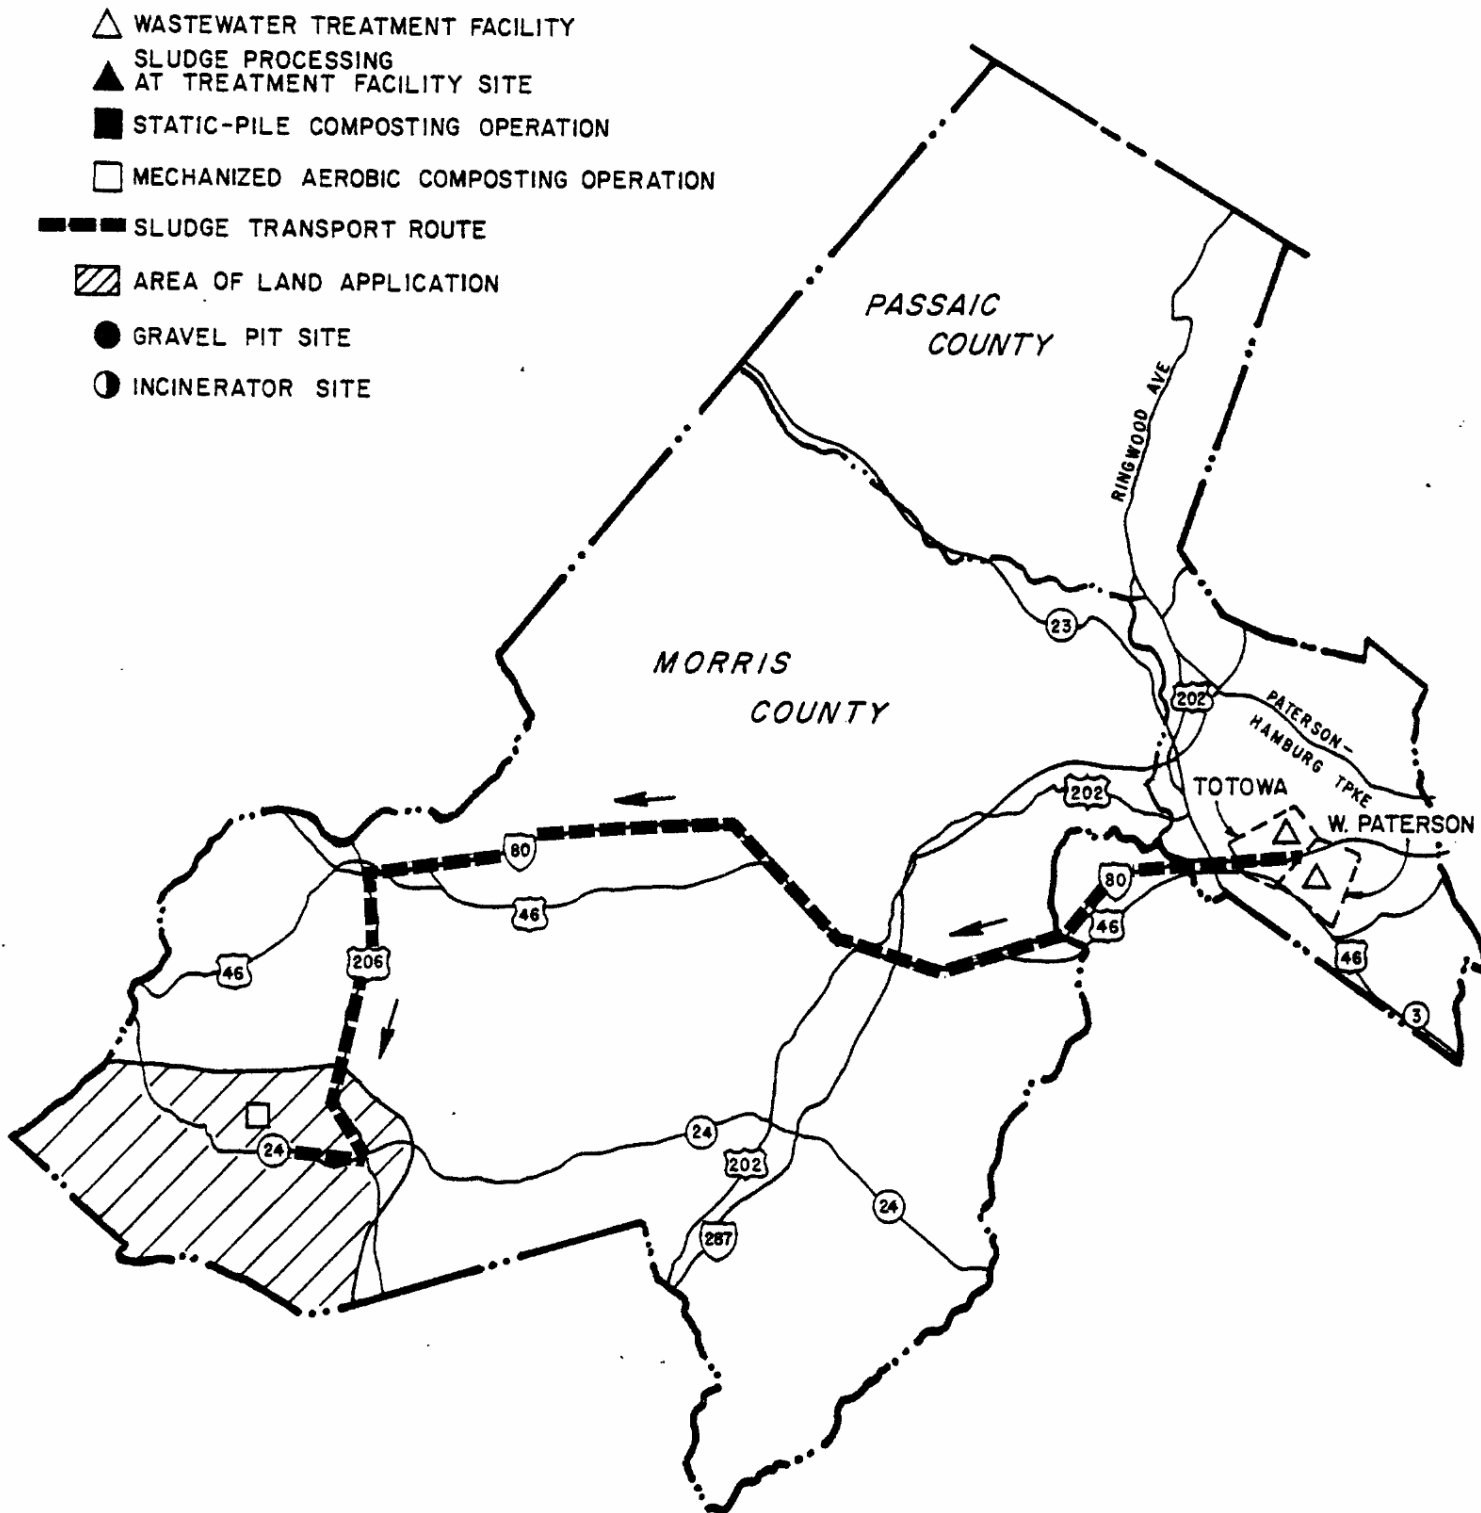 WASTEWATER TREATMENT FACILITY
SLUDGE PROCESSING
AT TREATMENT FACILITY SITE
STATIC-PILE COMPOSTING OPERATION
MECHANIZED AEROBIC COMPOSTING OPERATION
SLUDGE TRANSPORT ROUTE
AREA OF LAND APPLICATION
GRAVEL PIT SITE
INCINERATOR SITE
PASSAIC
COUNTY
RINGWOOD AVE
23
MORRIS
COUNTY
202
PATERSON-
HAMBURG TPKE
TOTOWA
202
W. PATERSON
80
80
46
46
46
206
46
3
24
24
202
24
287